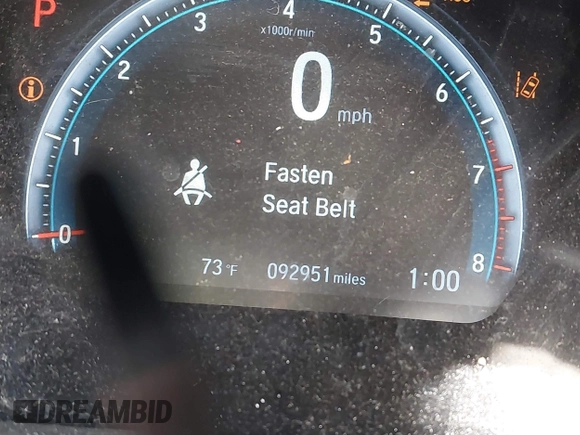 P
4
x1000r/min
3
5
2
6
0 mph
1
7
Fasten
Seat Belt
0
8
73°F 092951 miles 1:00
DREAMBID